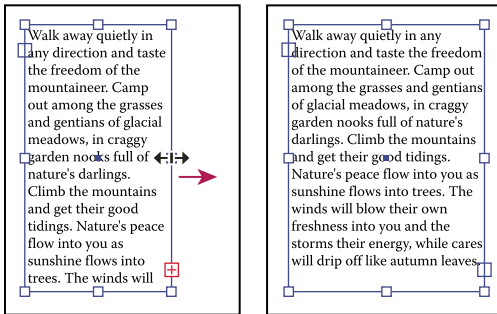 Walk away quietly in
any direction and taste
the freedom of the
mountaineer. Camp
out among the grasses
and gentians of glacial
meadows, in craggy
garden nooks full of
nature's darlings.
Climb the mountains
and get their good
tidings. Nature's peace
flow into you as
sunshine flows into
trees. The winds will
Walk away quietly in any
direction and taste the freedom
of the mountaineer. Camp out
among the grasses and gentians
of glacial meadows, in craggy
garden nooks full of nature's
darlings. Climb the mountains
and get their good tidings.
Nature's peace flow into you as
sunshine flows into trees. The
winds will blow their own
freshness into you and the
storms their energy, while cares
will drip off like autumn leaves.